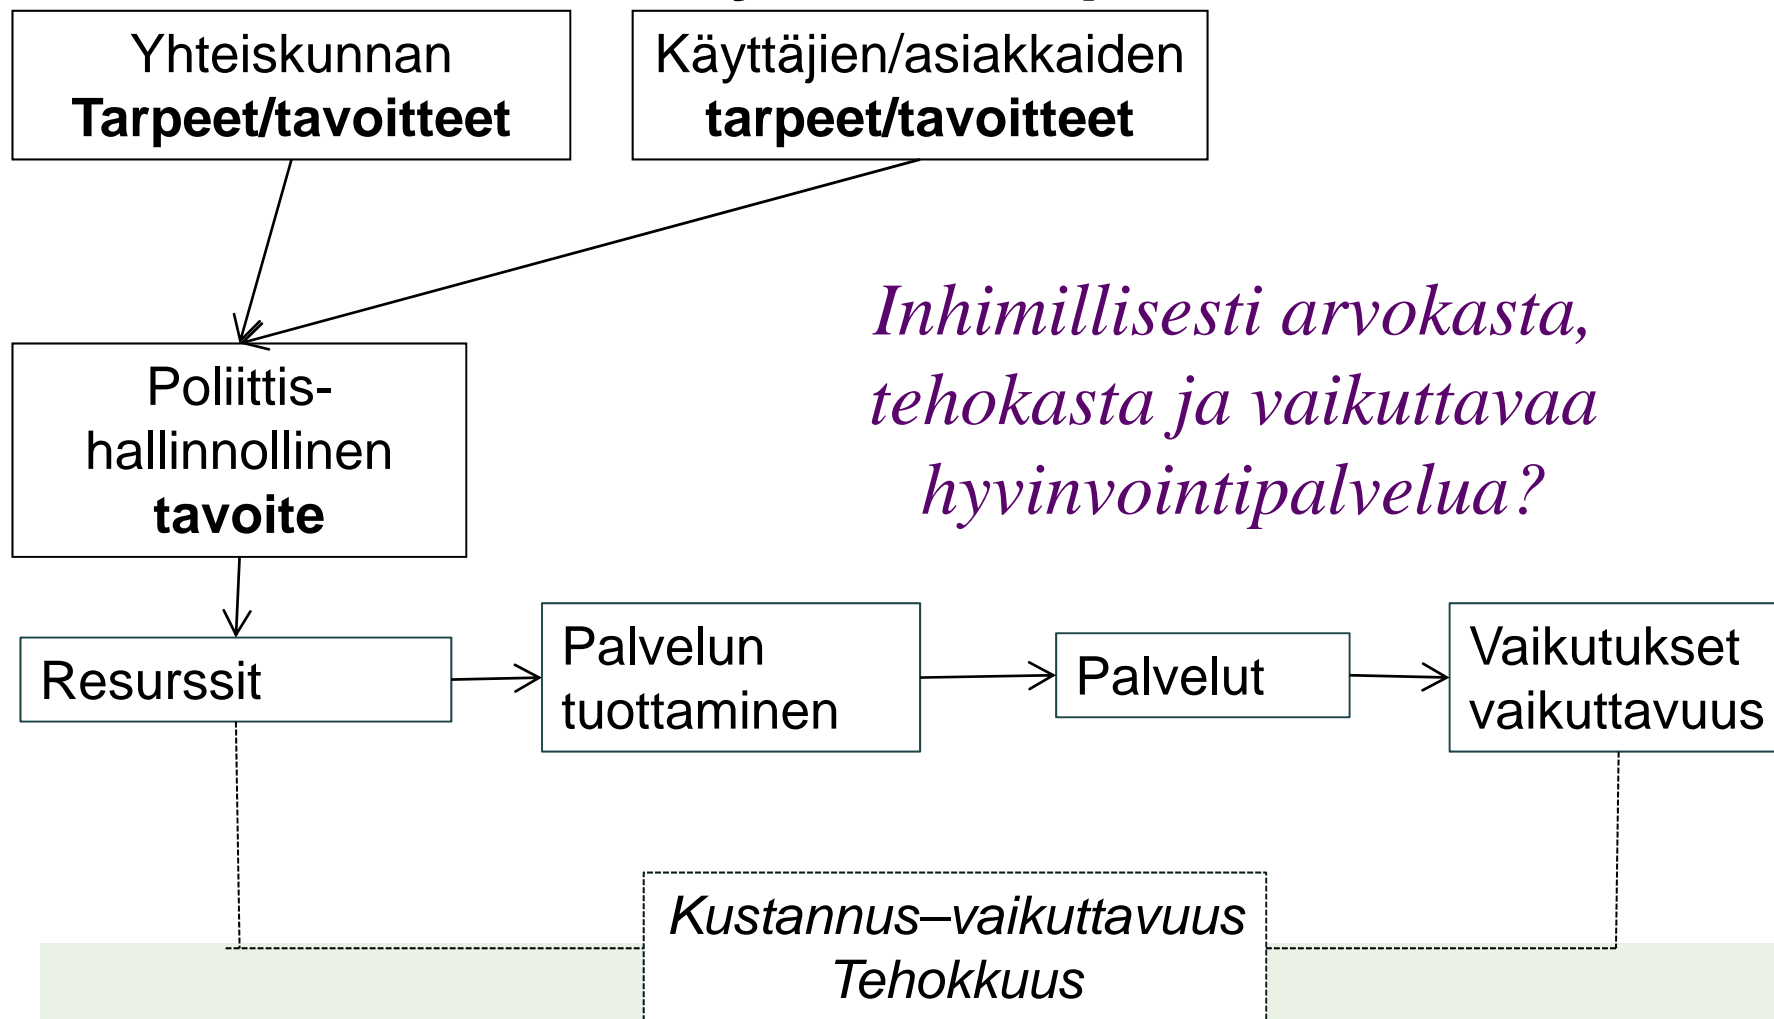 Yhteiskunnan
Tarpeet/tavoitteet
Käyttäjien/asiakkaiden
tarpeet/tavoitteet
Inhimillisesti arvokasta,
tehokasta ja vaikuttavaa
hyvinvointipalvelua?
Poliittis-
hallinnollinen
tavoite
Resurssit
Palvelun
tuottaminen
Palvelut
Vaikutukset
vaikuttavuus
Kustannus–vaikuttavuus
Tehokkuus